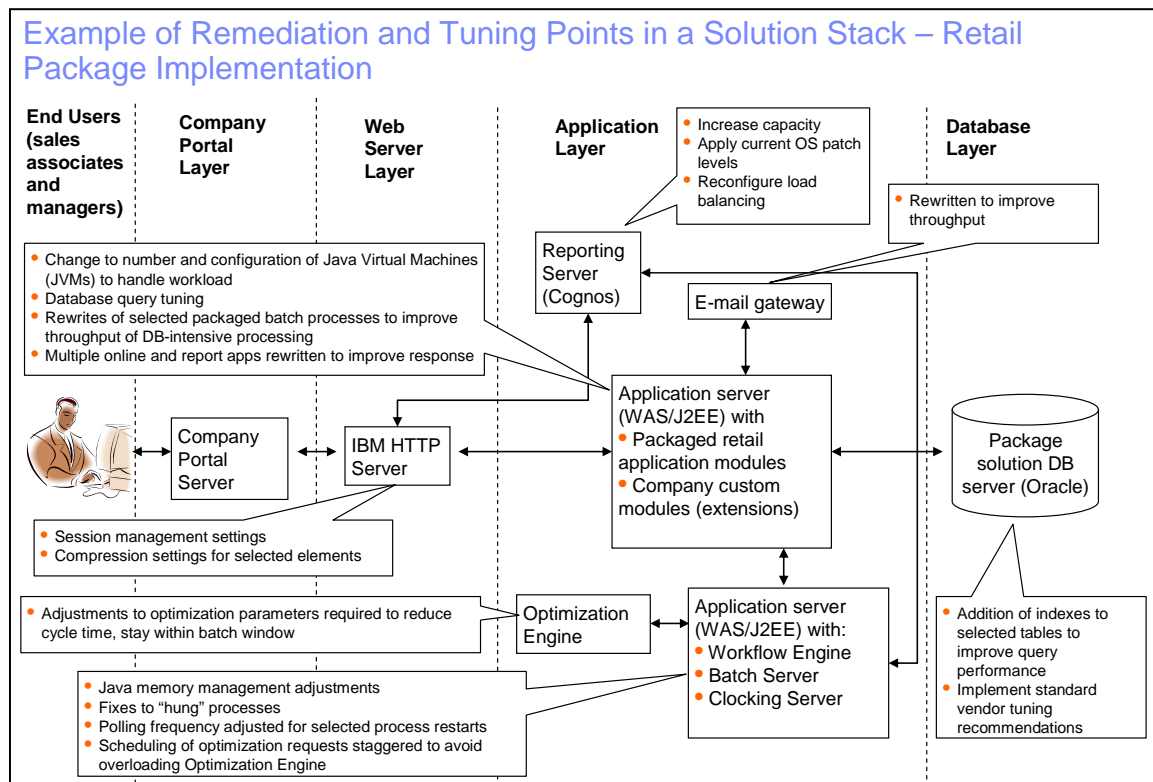 Example of Remediation and Tuning Points in a Solution Stack – Retail
Package Implementation
End Users
(sales
associates
and
managers)
Company
Portal
Layer
Web
Server
Layer
Application
Layer
Database
Layer
• Increase capacity
• Apply current OS patch
levels
• Reconfigure load
balancing
• Rewritten to improve
throughput
• Change to number and configuration of Java Virtual Machines
(JVMs) to handle workload
• Database query tuning
• Rewrites of selected packaged batch processes to improve
throughput of DB-intensive processing
• Multiple online and report apps rewritten to improve response
Reporting
Server
(Cognos)
E-mail gateway
Company
Portal
Server
IBM HTTP
Server
Application server
(WAS/J2EE) with
• Packaged retail
application modules
• Company custom
modules (extensions)
Package
solution DB
server (Oracle)
• Session management settings
• Compression settings for selected elements
• Adjustments to optimization parameters required to reduce
cycle time, stay within batch window
Optimization
Engine
Application server
(WAS/J2EE) with:
• Workflow Engine
• Batch Server
• Clocking Server
• Addition of indexes to
selected tables to
improve query
performance
• Implement standard
vendor tuning
recommendations
• Java memory management adjustments
• Fixes to “hung” processes
• Polling frequency adjusted for selected process restarts
• Scheduling of optimization requests staggered to avoid
overloading Optimization Engine